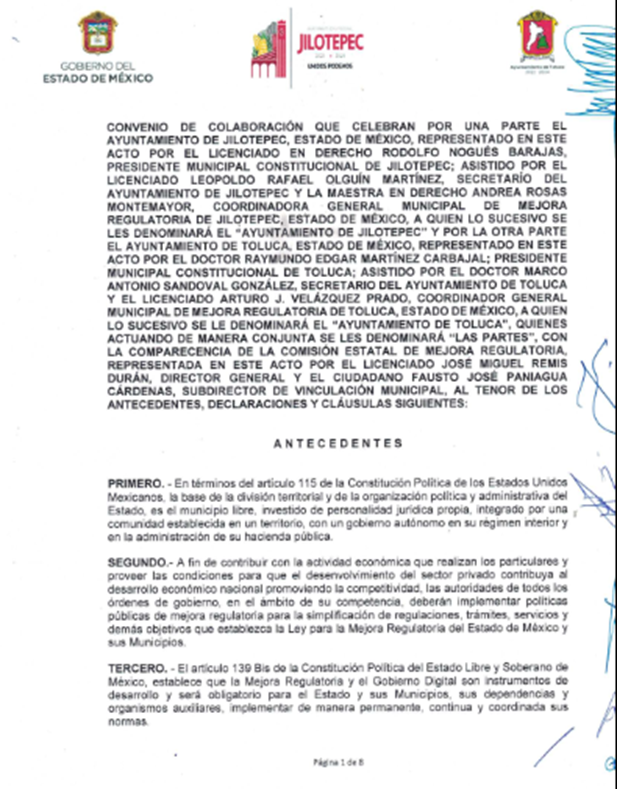 GOBIERNO DEL
ESTADO DE MÉXICO
JILOTEPEC
UNIDOS PODEMOS
Ayuntamiento de Toluca
CONVENIO DE COLABORACIÓN QUE CELEBRAN POR UNA PARTE EL
AYUNTAMIENTO DE JILOTEPEC, ESTADO DE MÉXICO, REPRESENTADO EN ESTE
ACTO POR EL LICENCIADO EN DERECHO RODOLFO NOGUÉS BARAJAS,
PRESIDENTE MUNICIPAL CONSTITUCIONAL DE JILOTEPEC; ASISTIDO POR EL
LICENCIADO LEOPOLDO RAFAEL OLGUÍN MARTÍNEZ, SECRETARÍO DEL
AYUNTAMIENTO DE JILOTEPEC Y LA MAESTRA EN DERECHO ANDREA ROSAS
MONTEMAYOR, COORDINADORA GENERAL MUNICIPAL DE MEJORA
REGULATORIA DE JILOTEPEC, ESTADO DE MÉXICO, A QUIEN LO SUCESIVO SE
LES DENOMINARÁ EL "AYUNTAMIENTO DE JILOTEPEC" Y POR LA OTRA PARTE
EL AYUNTAMIENTO DE TOLUCA, ESTADO DE MÉXICO, REPRESENTADO EN ESTE
ACTO POR EL DOCTOR RAYMUNDO EDGAR MARTÍNEZ CARBAJAL; PRESIDENTE
MUNICIPAL CONSTITUCIONAL DE TOLUCA; ASISTIDO POR EL DOCTOR MARCO
ANTONIO SANDOVAL GONZÁLEZ, SECRETARIO DEL AYUNTAMIENTO DE TOLUCA
Y EL LICENCIADO ARTURO J. VELÁZQUEZ PRADO, COORDINADOR GENERAL
MUNICIPAL DE MEJORA REGULATORIA DE TOLUCA, ESTADO DE MÉXICO, A QUIEN
LO SUCESIVO SE LE DENOMINARÁ EL "AYUNTAMIENTO DE TOLUCA", QUIENES
ACTUANDO DE MANERA CONJUNTA SE LES DENOMINARÁ "LAS PARTES", CON
LA COMPARECENCIA DE LA COMISIÓN ESTATAL DE MEJORA REGULATORIA,
REPRESENTADA EN ESTE ACTO POR EL LICENCIADO JOSÉ MIGUEL REMIS
DURÁN, DIRECTOR GENERAL Y EL CIUDADANO FAUSTO JOSÉ PANIAGUA
CÁRDENAS, SUBDIRECTOR DE VINCULACIÓN MUNICIPAL, AL TENOR DE LOS
ANTECEDENTES, DECLARACIONES Y CLÁUSULAS SIGUIENTES:
ANTECEDENTES
PRIMERO. - En términos del artículo 115 de la Constitución Política de los Estados Unidos
Mexicanos, la base de la división territorial y de la organización política y administrativa del
Estado, es el municipio libre, investido de personalidad jurídica propia, integrado por una
comunidad establecida en un territorio, con un gobierno autónomo en su régimen interior y
en la administración de su hacienda pública.
SEGUNDO.- A fin de contribuir con la actividad económica que realizan los particulares y
proveer las condiciones para que el desenvolvimiento del sector privado contribuya al
desarrollo económico nacional promoviendo la competitividad, las autoridades de todos los
órdenes de gobierno, en el ámbito de su competencia, deberán implementar políticas
públicas de mejora regulatoria para la simplificación de regulaciones, trámites, servicios y
demás objetivos que establezca la Ley para la Mejora Regulatoria del Estado de México y
sus Municipios.
TERCERO. - El artículo 139 Bis de la Constitución Política del Estado Libre y Soberano de
México, establece que la Mejora Regulatoria y el Gobierno Digital son instrumentos de
desarrollo y será obligatorio para el Estado y sus Municipios, sus dependencias y
organismos auxiliares, implementar de manera permanente, continua y coordinada sus
normas.
Página 1 de 8